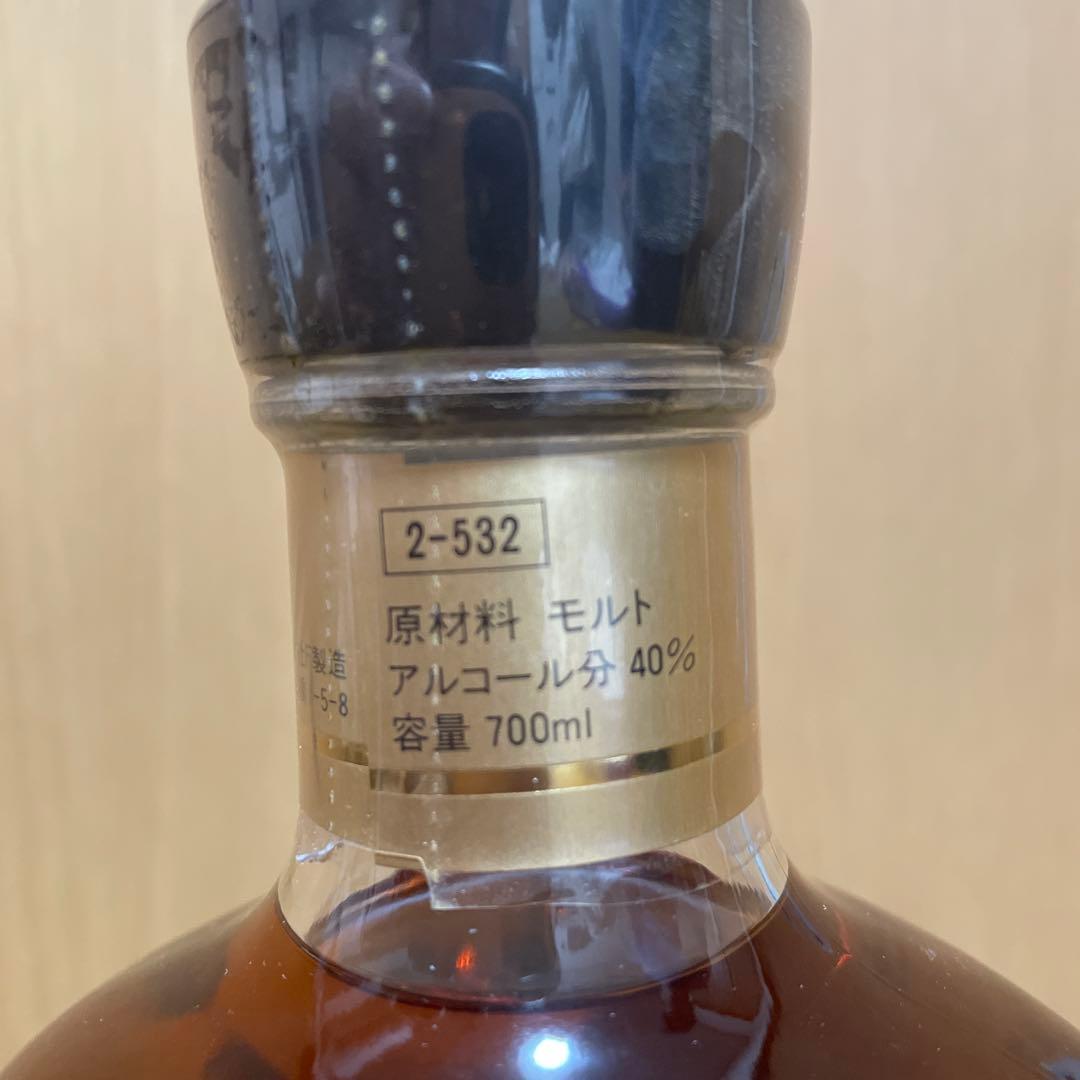 2-532
原材料 モルト
アルコール分 40%
容量 700ml
製造
-5-8